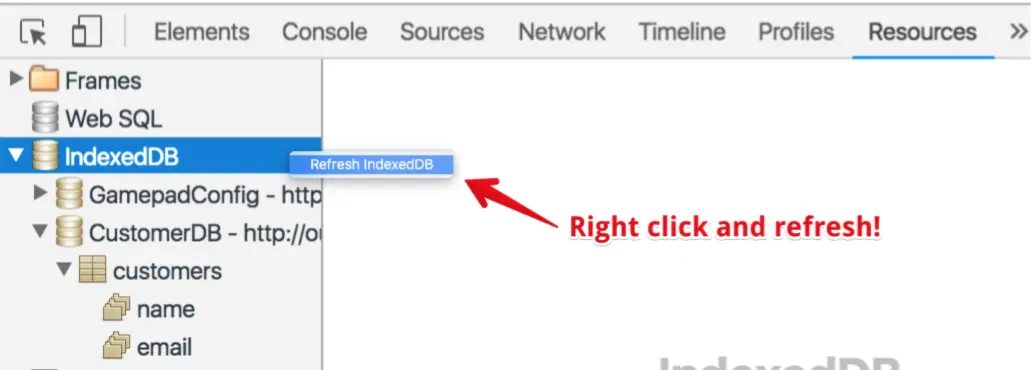 Elements Console Sources Network Timeline Profiles Resources »
Frames
Web SQL
IndexedDB
Refresh IndexedDB
GamepadConfig - http
CustomerDB - http://ou
Right click and refresh!
customers
name
email
IndexedDB